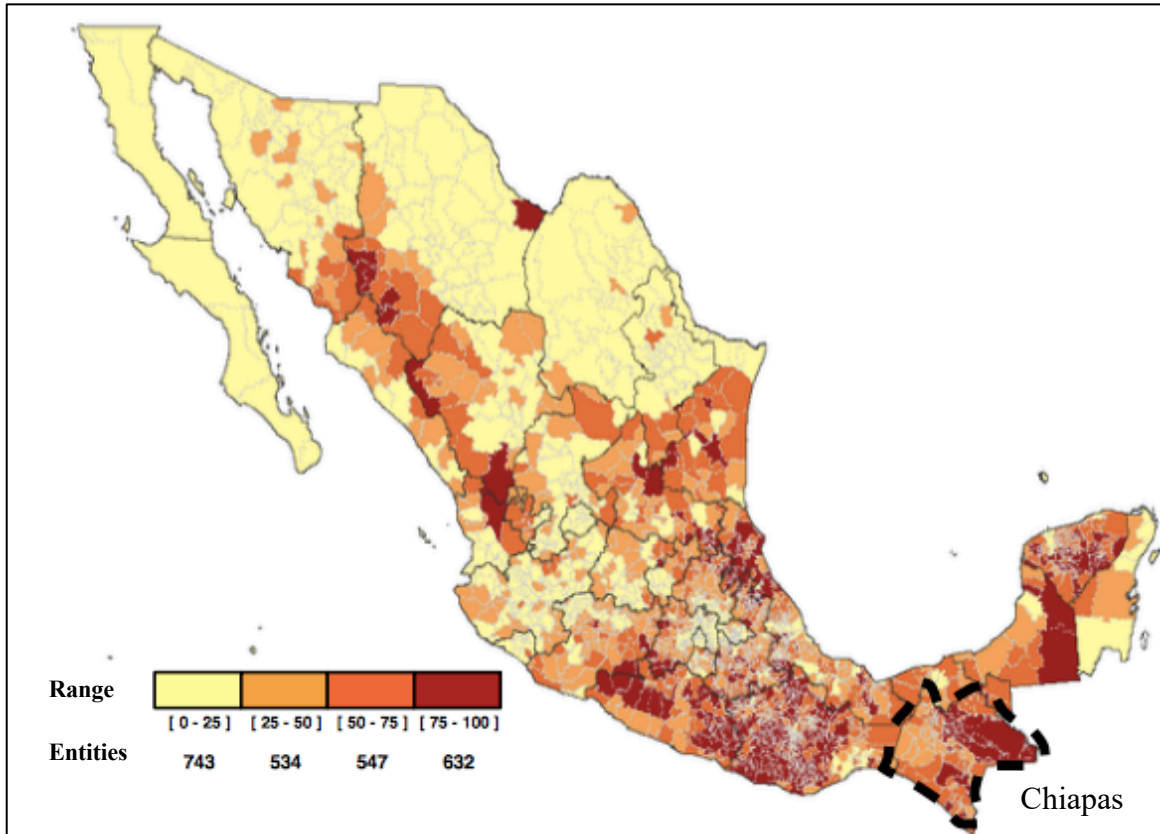 Range
[ 0 - 25 ] [ 25 - 50 ] [ 50 - 75 ] [ 75 - 100 ]
Entities
743 534 547 632
Chiapas